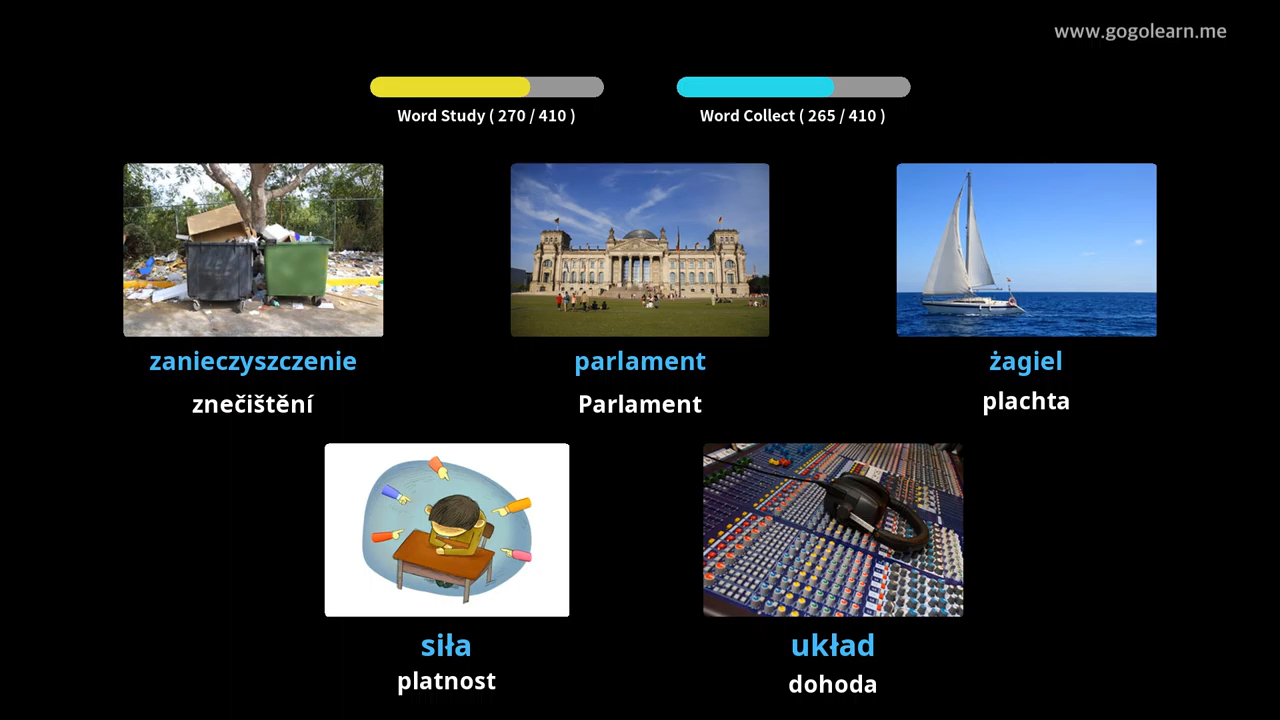 www.gogolearn.me
Word Study ( 270 / 410 )
Word Collect ( 265 / 410 )
zanieczyszczenie
znečištění
parlament
Parlament
żagiel
plachta
siła
platnost
układ
dohoda